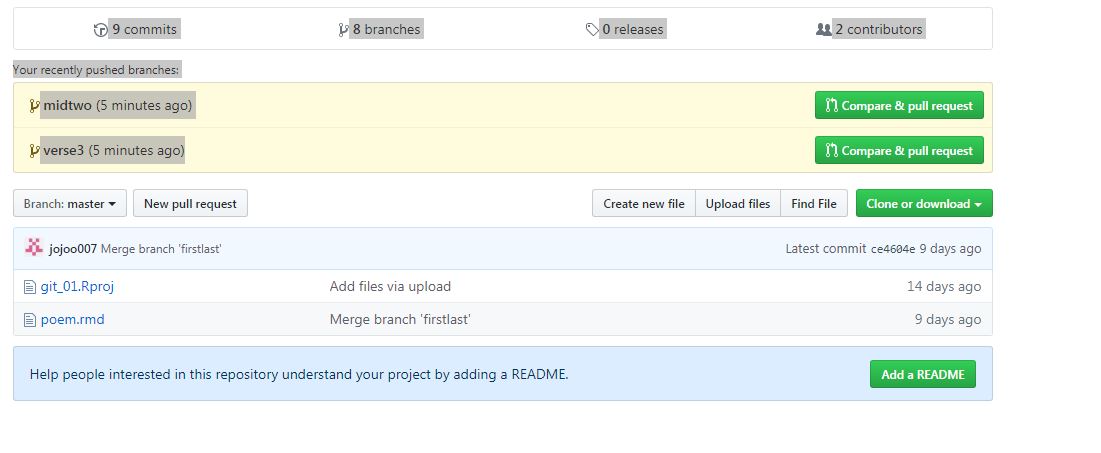 9 commits 8 branches 0 releases 2 contributors
Your recently pushed branches:
midtwo (5 minutes ago) Compare & pull request
verse3 (5 minutes ago) Compare & pull request
Branch: master New pull request Create new file Upload files Find File Clone or download
jojoo007 Merge branch 'firstlast' Latest commit ce4604e 9 days ago
git_01.Rproj Add files via upload 14 days ago
poem.rmd Merge branch 'firstlast' 9 days ago
Help people interested in this repository understand your project by adding a README. Add a README